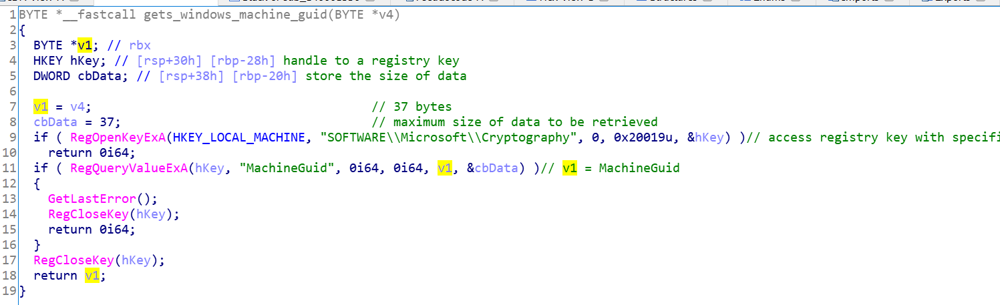 1 BYTE *__fastcall gets_windows_machine_guid(BYTE *v4)
2 {
3 BYTE *v1; // rbx
4 HKEY hKey; // [rsp+30h] [rbp-28h] handle to a registry key
5 DWORD cbData; // [rsp+38h] [rbp-20h] store the size of data
6
7 v1 = v4; // 37 bytes
8 cbData = 37; // maximum size of data to be retrieved
9 if ( RegOpenKeyExA(HKEY_LOCAL_MACHINE, "SOFTWARE\\Microsoft\\Cryptography", 0, 0x20019u, &hKey) )// access registry key with specifi
10 return 0i64;
11 if ( RegQueryValueExA(hKey, "MachineGuid", 0i64, 0i64, v1, &cbData) )// v1 = MachineGuid
12 {
13 GetLastError();
14 RegCloseKey(hKey);
15 return 0i64;
16 }
17 RegCloseKey(hKey);
18 return v1;
19 }